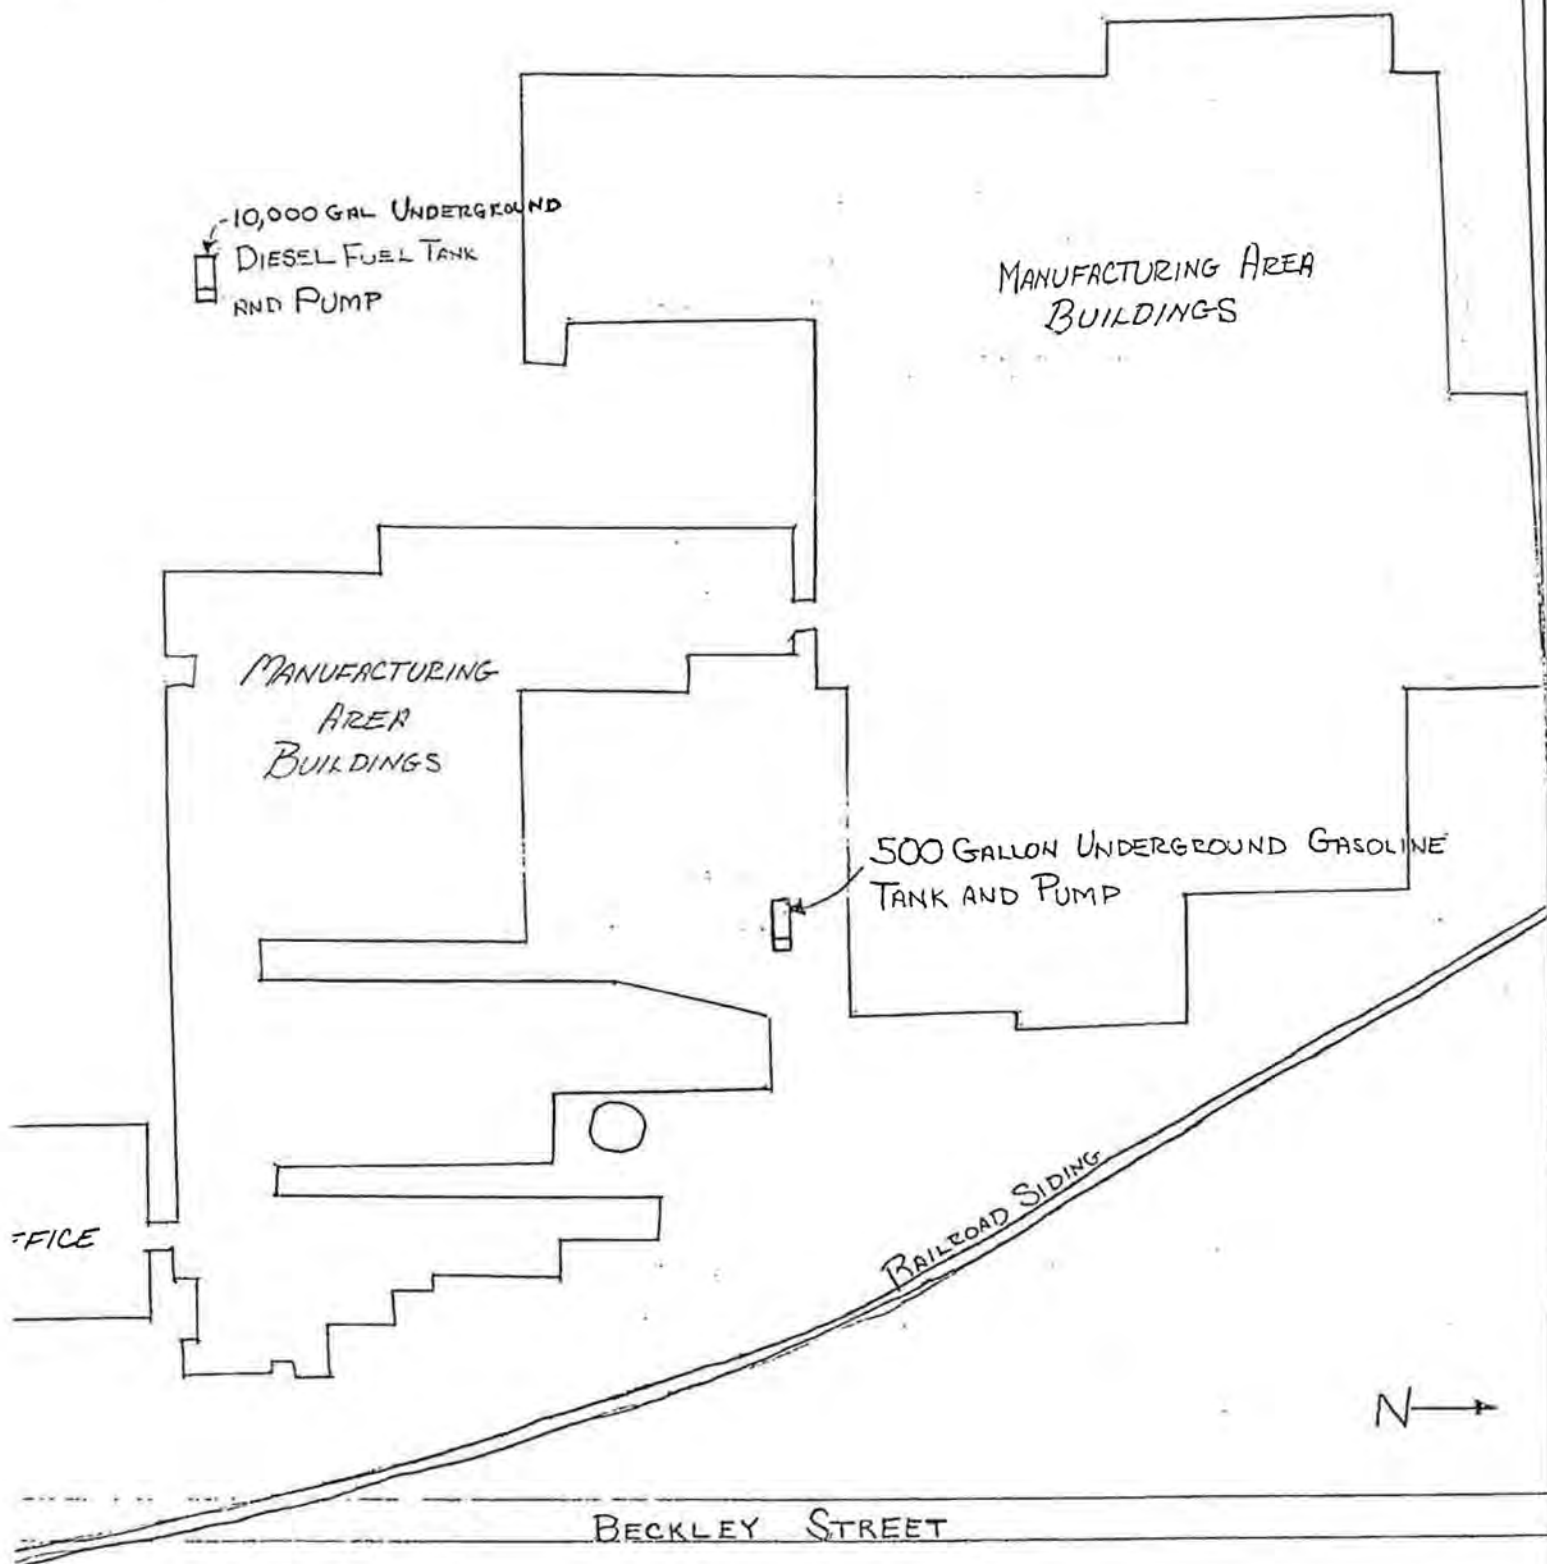 10,000 GAL UNDERGROUND
DIESEL FUEL TANK
AND PUMP
MANUFACTURING AREA
BUILDINGS
MANUFACTURING
AREA
BUILDINGS
500 GALLON UNDERGROUND GASOLINE
TANK AND PUMP
FFICE
RAILROAD SIDING
N
BECKLEY STREET